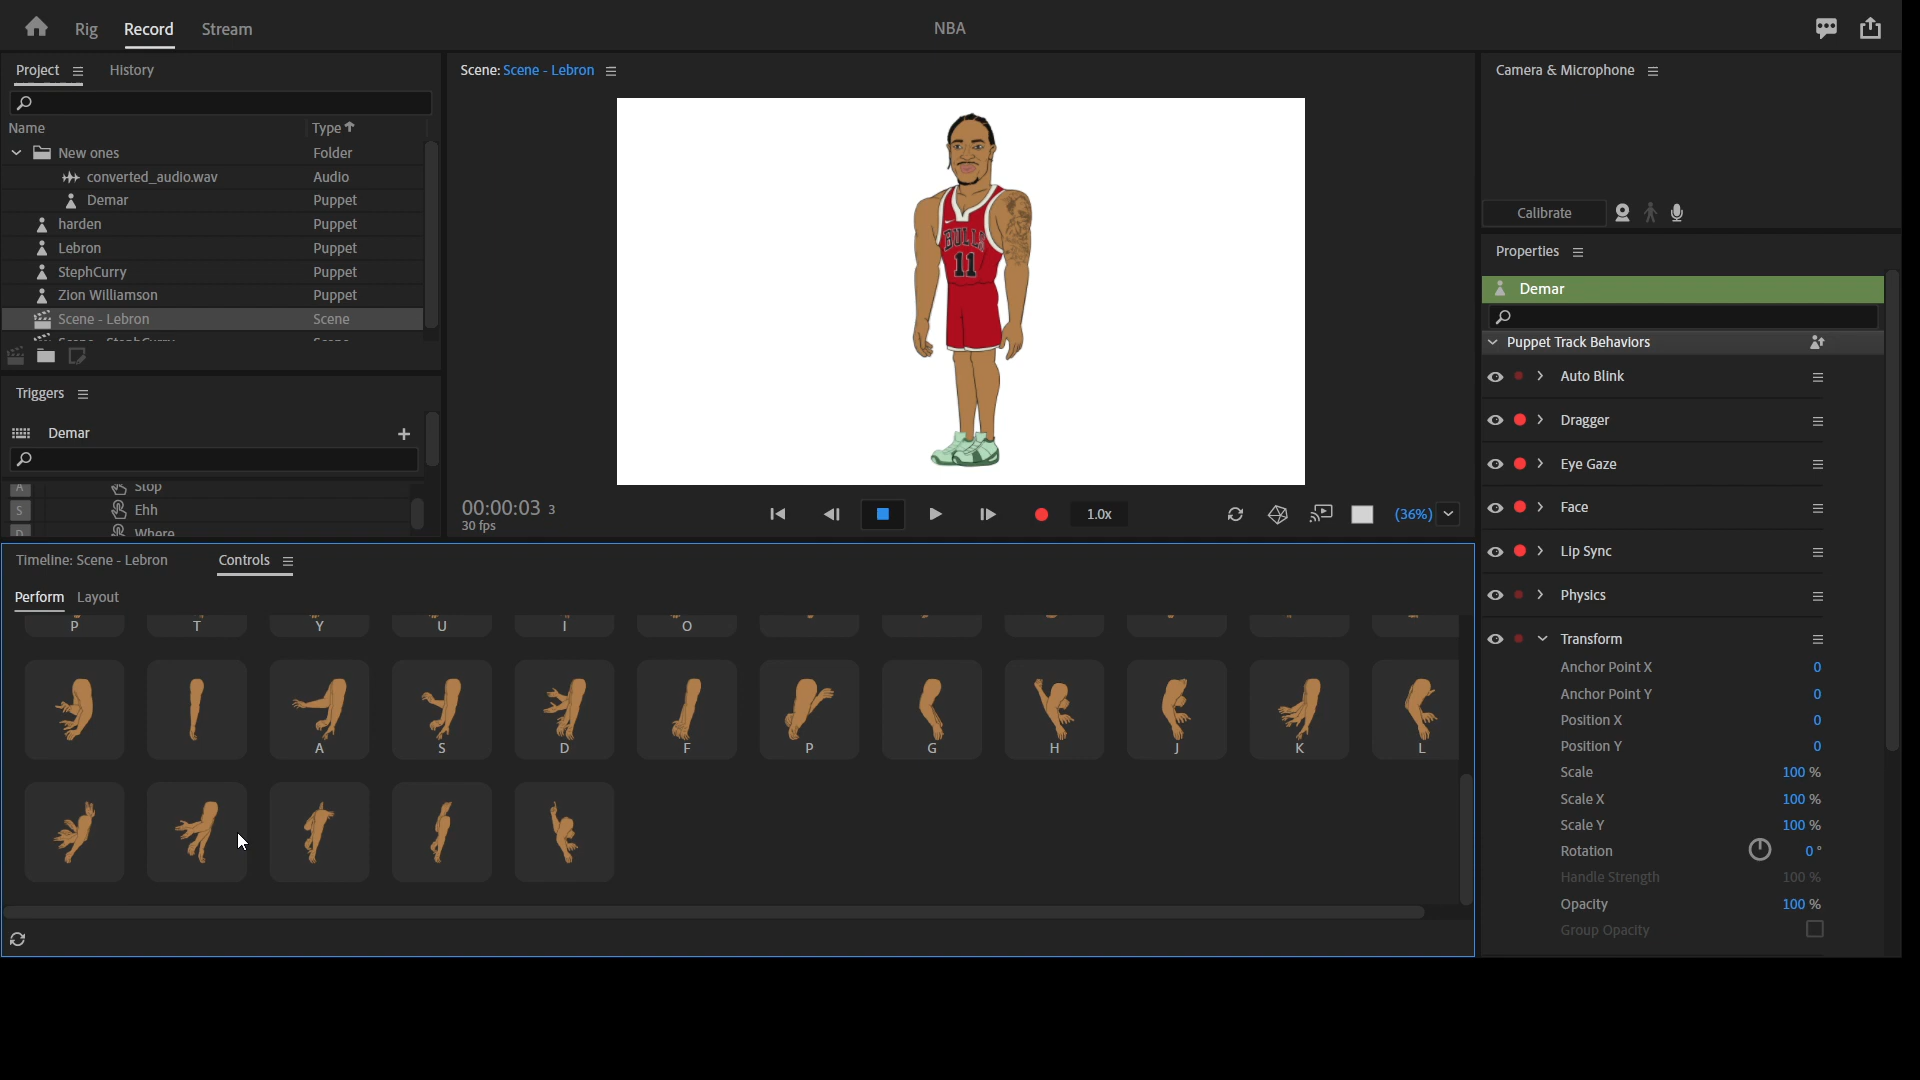 Rig Record Stream NBA
Project History
Name Type
New ones Folder
converted_audio.wav Audio
Demar Puppet
harden Puppet
Lebron Puppet
StephCurry Puppet
Zion Williamson Puppet
Scene - Lebron Scene
Scene - StephCurry Scene
Triggers
Demar
A Stop
S Ehh
D Where
Scene: Scene - Lebron
BULLS
11
00:00:03 3
30 fps
1.0x
(36%)
Timeline: Scene - Lebron Controls
Perform Layout
P T Y U I O
A S D F P G H J K L
Camera & Microphone
Calibrate
Properties
Demar
Puppet Track Behaviors
Auto Blink
Dragger
Eye Gaze
Face
Lip Sync
Physics
Transform
Anchor Point X 0
Anchor Point Y 0
Position X 0
Position Y 0
Scale 100 %
Scale X 100 %
Scale Y 100 %
Rotation 0 °
Handle Strength 100 %
Opacity 100 %
Group Opacity